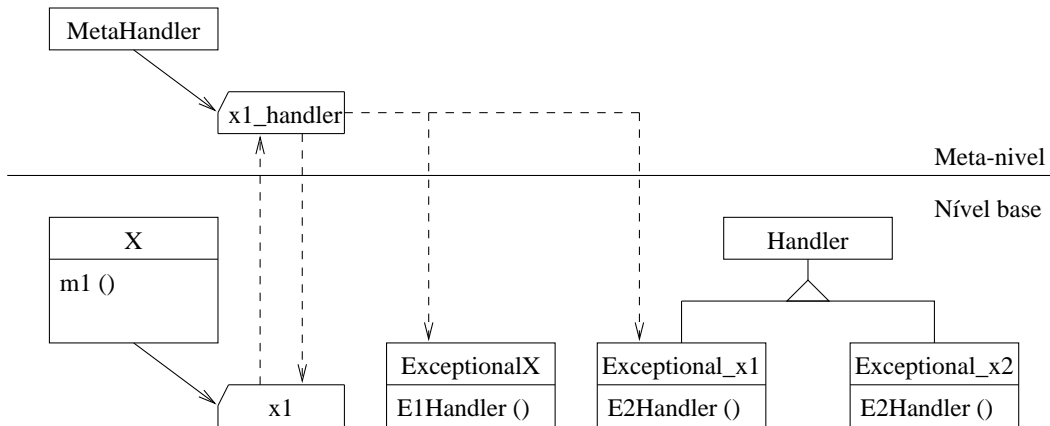 MetaHandler
x1_handler
Meta-nivel
Nível base
X
m1 ()
Handler
ExceptionalX
E1Handler ()
Exceptional_x1
E2Handler ()
Exceptional_x2
E2Handler ()
x1